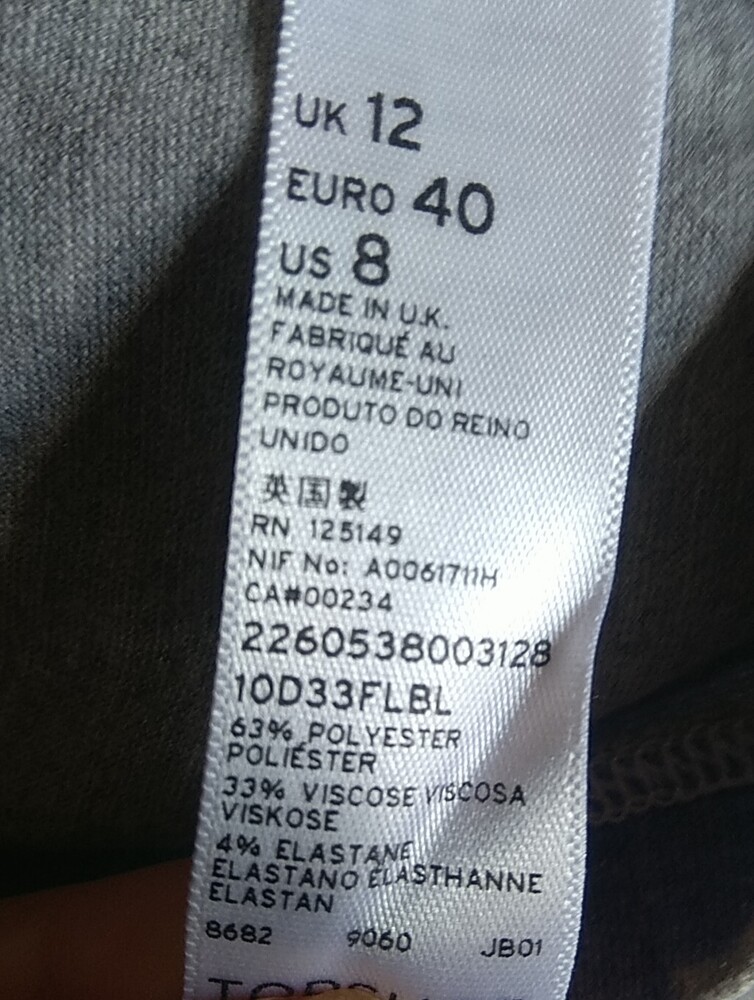 UK 12
EURO 40
US 8
MADE IN U.K.
FABRIQUÉ AU
ROYAUME-UNI
PRODUTO DO REINO
UNIDO
英国製
RN 125149
NIF No: A0061711H
CA#00234
2260538003128
10D33FLBL
63% POLYESTER
POLIÉSTER
33% VISCOSE VISCOSA
VISKOSE
4% ELASTANE
ELASTANO ÉLASTHANNE
ELASTAN
8682 9060 JB01